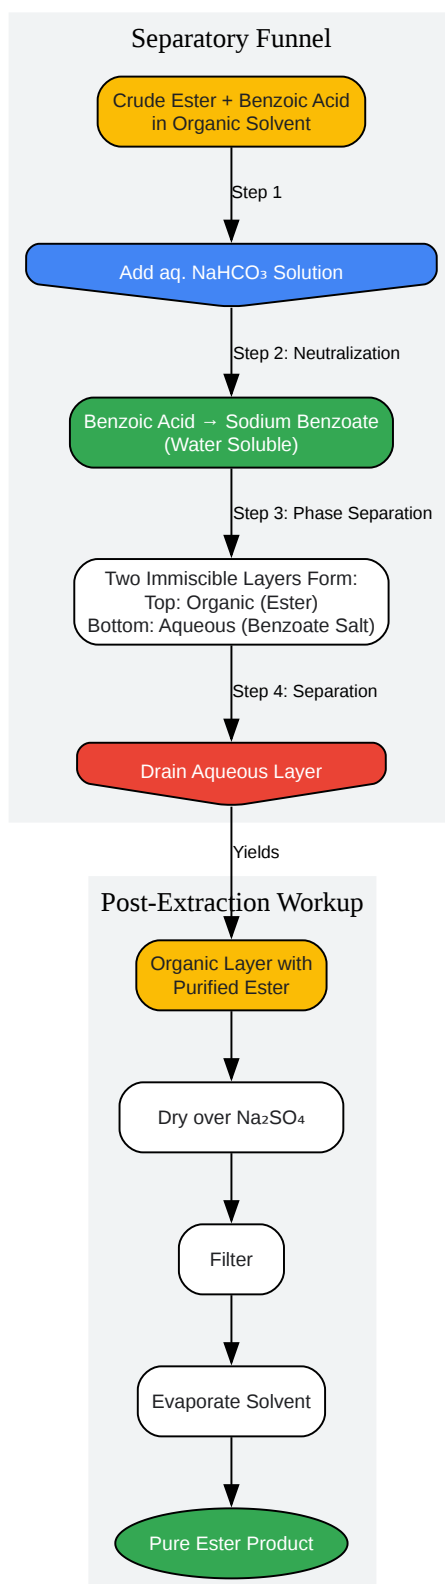 Separatory Funnel
Crude Ester + Benzoic Acid
in Organic Solvent
Step 1
Add aq. NaHCO₃ Solution
Step 2: Neutralization
Benzoic Acid → Sodium Benzoate
(Water Soluble)
Step 3: Phase Separation
Two Immiscible Layers Form:
Top: Organic (Ester)
Bottom: Aqueous (Benzoate Salt)
Step 4: Separation
Drain Aqueous Layer
Yields
Post-Extraction Workup
Organic Layer with
Purified Ester
Dry over Na₂SO₄
Filter
Evaporate Solvent
Pure Ester Product